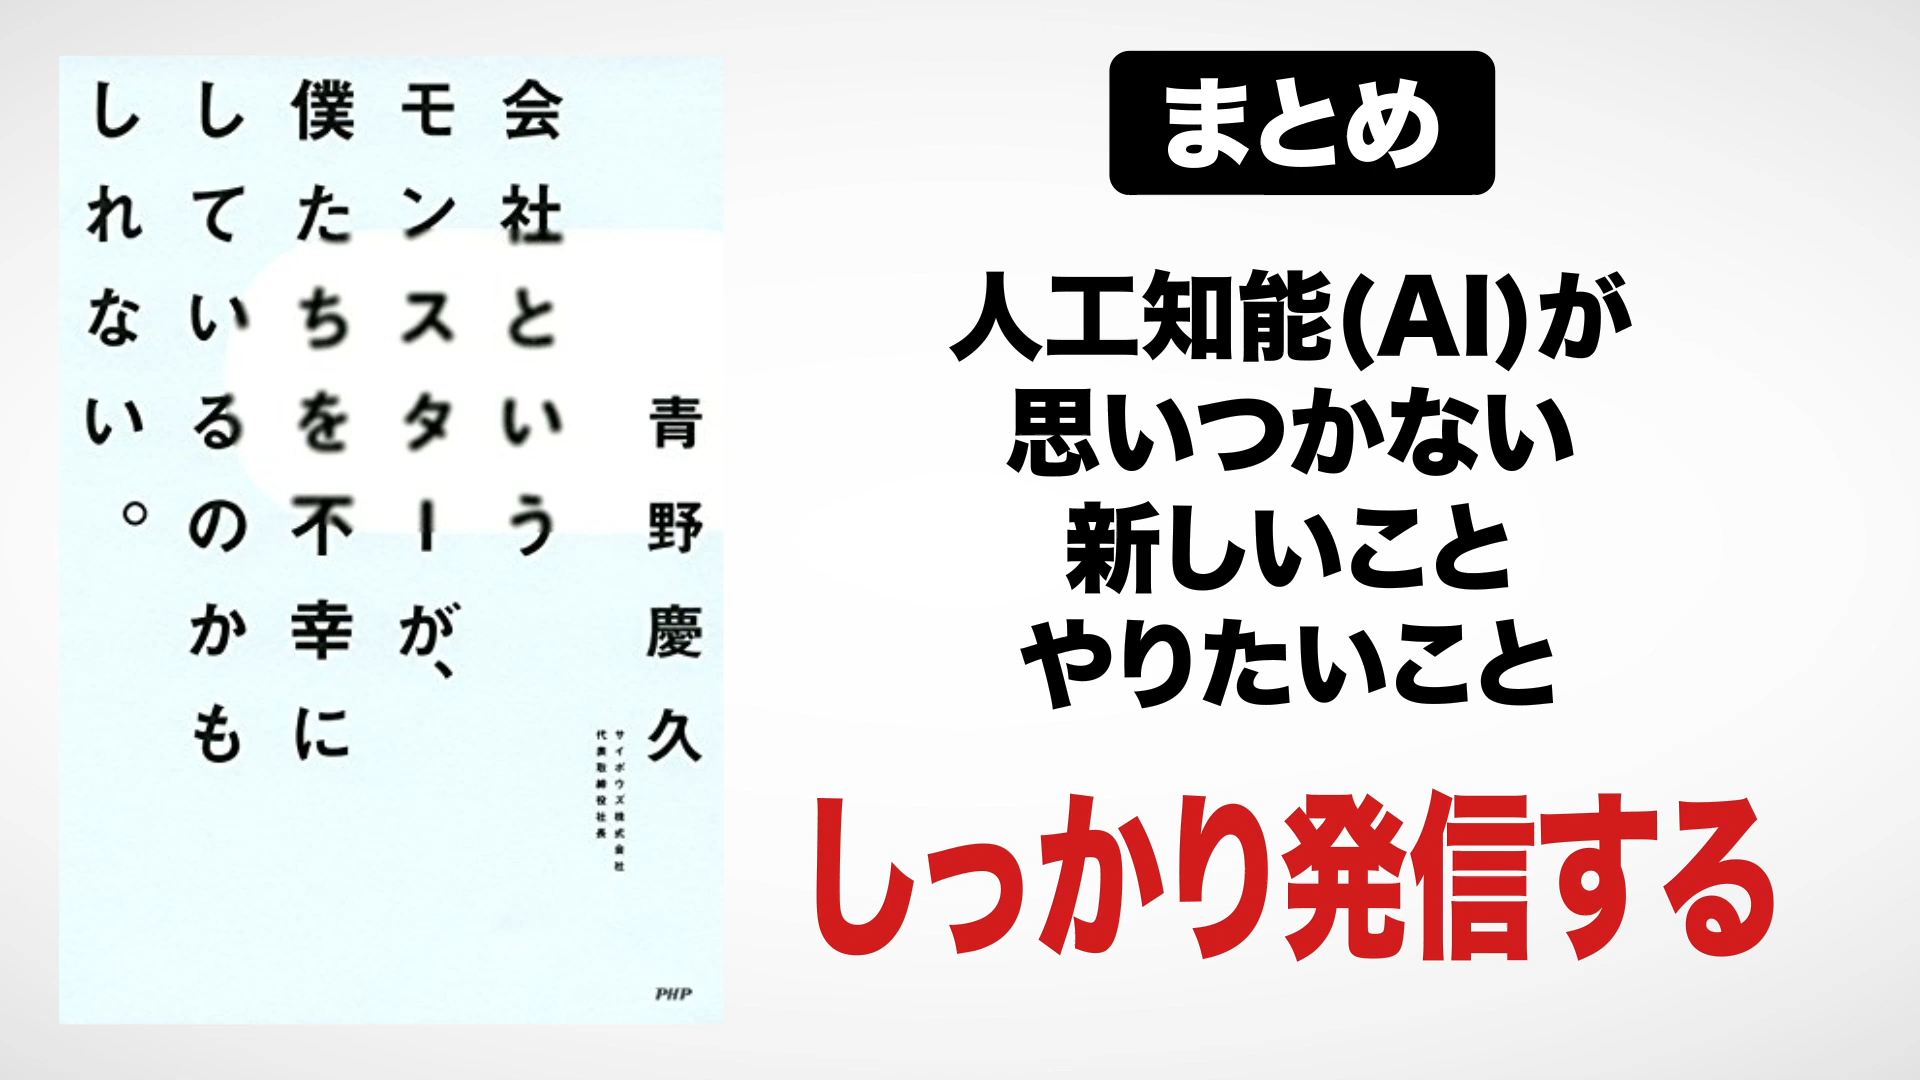 会社という
モンスターが、
僕たちを不幸に
しているのかも
しれない。
青野慶久
サイボウズ株式会社
代表取締役社長
PHP
まとめ
人工知能(AI)が
思いつかない
新しいこと
やりたいこと
しっかり発信する